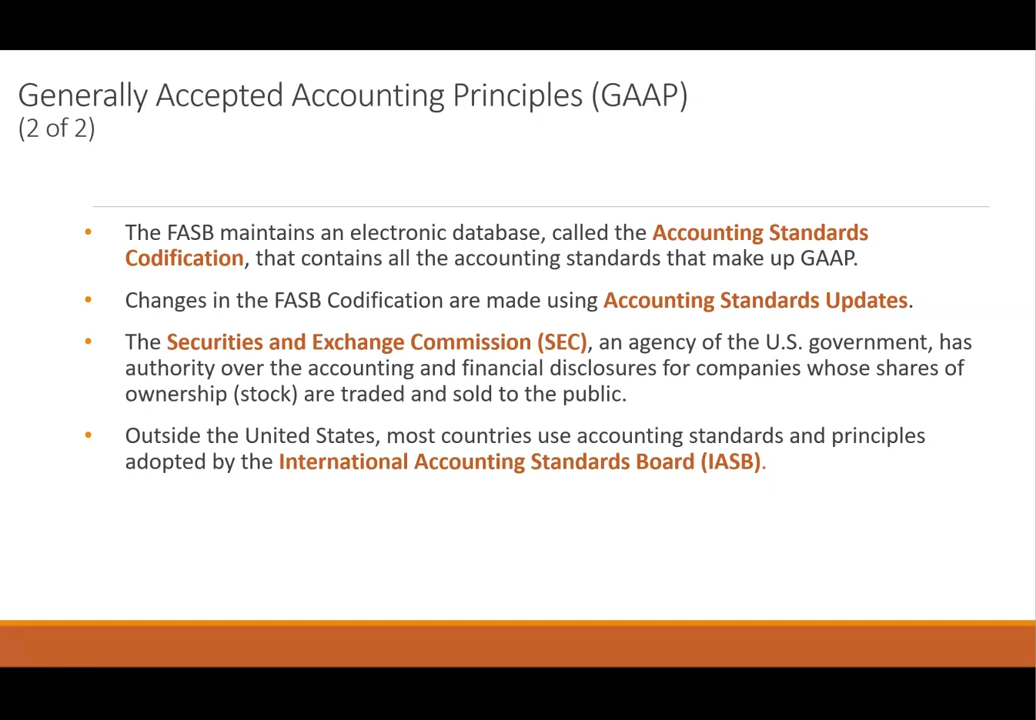 Generally Accepted Accounting Principles (GAAP)
(2 of 2)
• The FASB maintains an electronic database, called the Accounting Standards
Codification, that contains all the accounting standards that make up GAAP.
• Changes in the FASB Codification are made using Accounting Standards Updates.
• The Securities and Exchange Commission (SEC), an agency of the U.S. government, has
authority over the accounting and financial disclosures for companies whose shares of
ownership (stock) are traded and sold to the public.
• Outside the United States, most countries use accounting standards and principles
adopted by the International Accounting Standards Board (IASB).